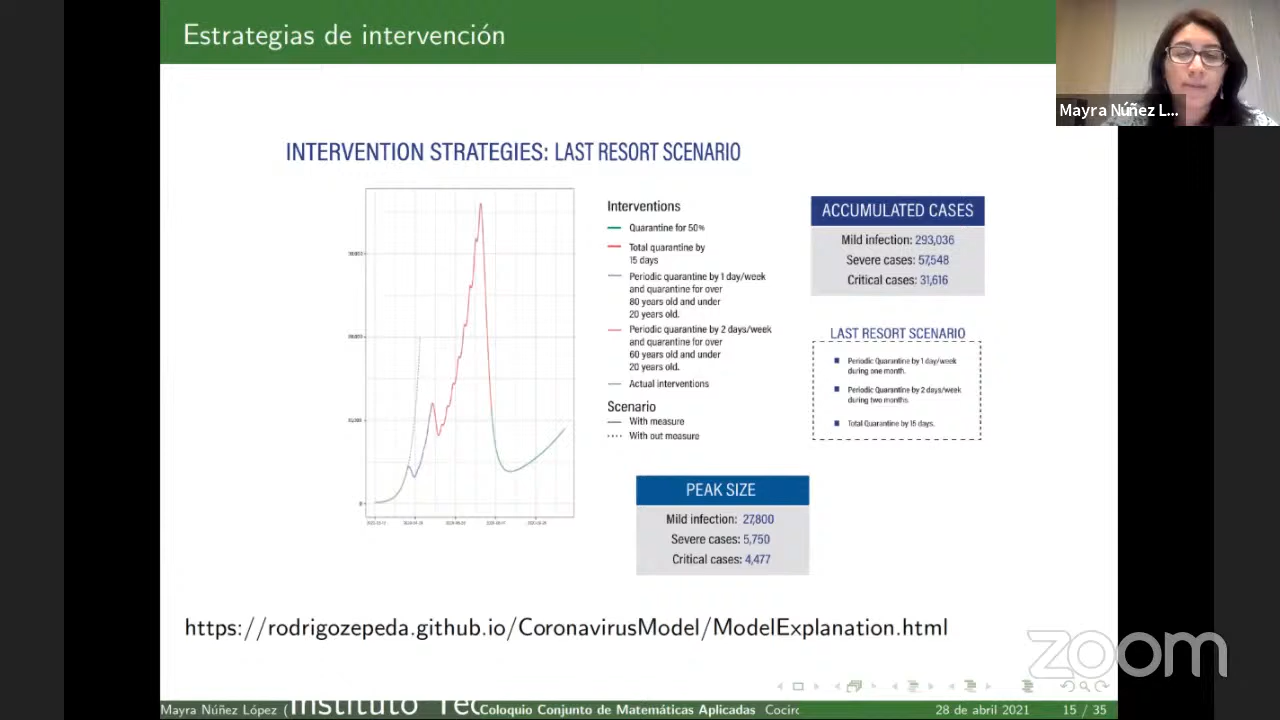 Estrategias de intervención
Mayra Núñez L...
INTERVENTION STRATEGIES: LAST RESORT SCENARIO
Interventions
Quarantine for 50%
Total quarantine by
15 days
Periodic quarantine by 1 day/week
and quarantine for over
80 years old and under
20 years old.
Periodic quarantine by 2 days/week
and quarantine for over
60 years old and under
20 years old.
Actual interventions
Scenario
With measure
With out measure
ACCUMULATED CASES
Mild infection: 293,036
Severe cases: 57,548
Critical cases: 31,616
LAST RESORT SCENARIO
Periodic Quarantine by 1 day/week
during one month.
Periodic Quarantine by 2 days/week
during two months.
Total Quarantine by 15 days.
PEAK SIZE
Mild infection: 27,800
Severe cases: 5,750
Critical cases: 4,477
https://rodrigozepeda.github.io/CoronavirusModel/ModelExplanation.html
zoom
Mayra Núñez López (Instituto Tec Coloquio Conjunto de Matemáticas Aplicadas 28 de abril 2021 15 / 35